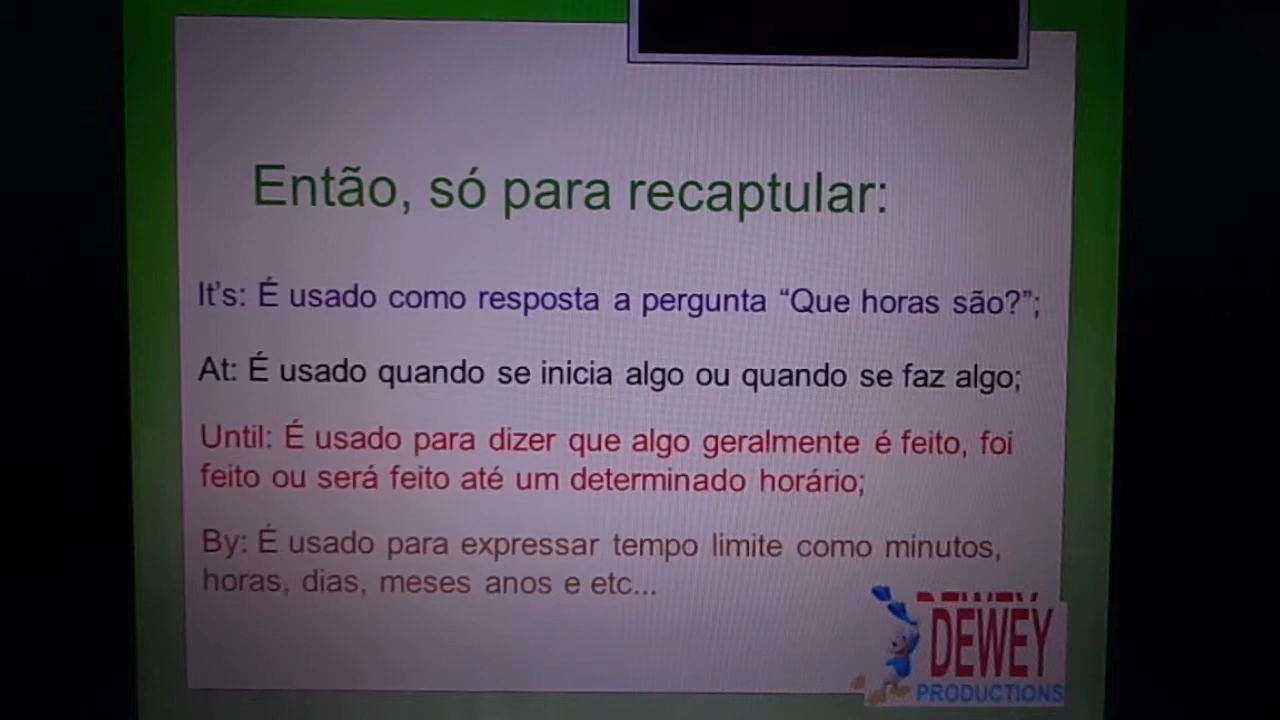 Então, só para recaptular:
It's: É usado como resposta a pergunta “Que horas são?”;
At: É usado quando se inicia algo ou quando se faz algo;
Until: É usado para dizer que algo geralmente é feito, foi
feito ou será feito até um determinado horário;
By: É usado para expressar tempo limite como minutos,
horas, dias, meses anos e etc...
DEWEY
PRODUCTIONS